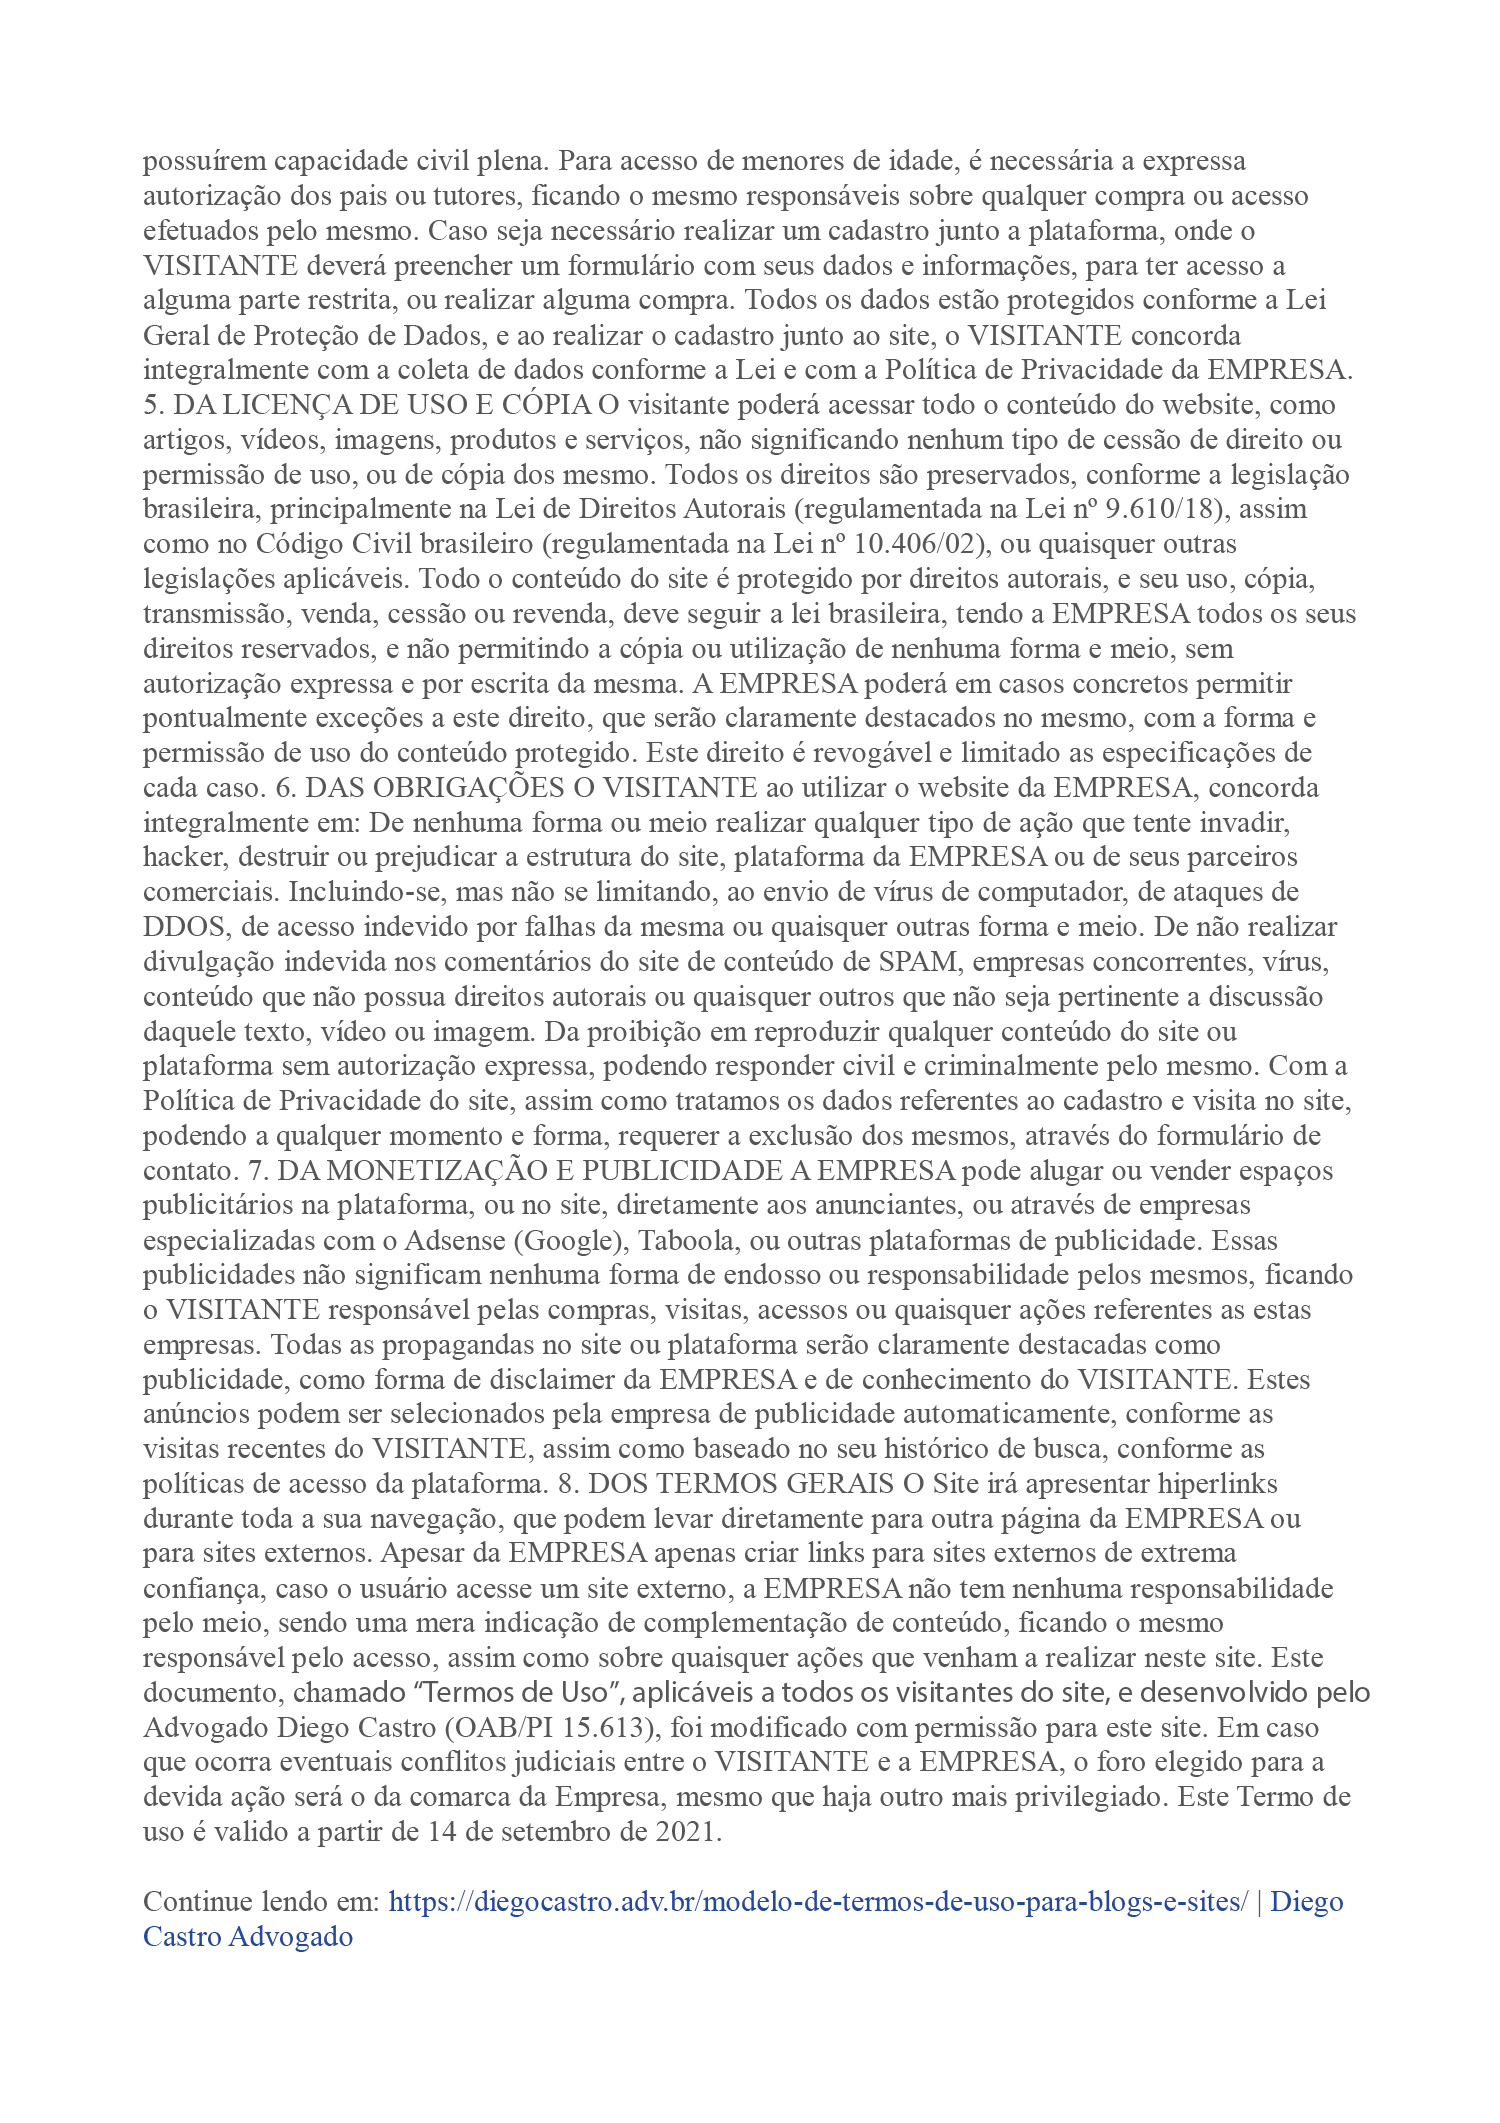 possuírem capacidade civil plena. Para acesso de menores de idade, é necessária a expressa
autorização dos pais ou tutores, ficando o mesmo responsáveis sobre qualquer compra ou acesso
efetuados pelo mesmo. Caso seja necessário realizar um cadastro junto a plataforma, onde o
VISITANTE deverá preencher um formulário com seus dados e informações, para ter acesso a
alguma parte restrita, ou realizar alguma compra. Todos os dados estão protegidos conforme a Lei
Geral de Proteção de Dados, e ao realizar o cadastro junto ao site, o VISITANTE concorda
integralmente com a coleta de dados conforme a Lei e com a Política de Privacidade da EMPRESA.
5. DA LICENÇA DE USO E CÓPIA O visitante poderá acessar todo o conteúdo do website, como
artigos, vídeos, imagens, produtos e serviços, não significando nenhum tipo de cessão de direito ou
permissão de uso, ou de cópia dos mesmo. Todos os direitos são preservados, conforme a legislação
brasileira, principalmente na Lei de Direitos Autorais (regulamentada na Lei nº 9.610/18), assim
como no Código Civil brasileiro (regulamentada na Lei nº 10.406/02), ou quaisquer outras
legislações aplicáveis. Todo o conteúdo do site é protegido por direitos autorais, e seu uso, cópia,
transmissão, venda, cessão ou revenda, deve seguir a lei brasileira, tendo a EMPRESA todos os seus
direitos reservados, e não permitindo a cópia ou utilização de nenhuma forma e meio, sem
autorização expressa e por escrita da mesma. A EMPRESA poderá em casos concretos permitir
pontualmente exceções a este direito, que serão claramente destacados no mesmo, com a forma e
permissão de uso do conteúdo protegido. Este direito é revogável e limitado as especificações de
cada caso. 6. DAS OBRIGAÇÕES O VISITANTE ao utilizar o website da EMPRESA, concorda
integralmente em: De nenhuma forma ou meio realizar qualquer tipo de ação que tente invadir,
hacker, destruir ou prejudicar a estrutura do site, plataforma da EMPRESA ou de seus parceiros
comerciais. Incluindo-se, mas não se limitando, ao envio de vírus de computador, de ataques de
DDOS, de acesso indevido por falhas da mesma ou quaisquer outras forma e meio. De não realizar
divulgação indevida nos comentários do site de conteúdo de SPAM, empresas concorrentes, vírus,
conteúdo que não possua direitos autorais ou quaisquer outros que não seja pertinente a discussão
daquele texto, vídeo ou imagem. Da proibição em reproduzir qualquer conteúdo do site ou
plataforma sem autorização expressa, podendo responder civil e criminalmente pelo mesmo. Com a
Política de Privacidade do site, assim como tratamos os dados referentes ao cadastro e visita no site,
podendo a qualquer momento e forma, requerer a exclusão dos mesmos, através do formulário de
contato. 7. DA MONETIZAÇÃO E PUBLICIDADE A EMPRESA pode alugar ou vender espaços
publicitários na plataforma, ou no site, diretamente aos anunciantes, ou através de empresas
especializadas com o Adsense (Google), Taboola, ou outras plataformas de publicidade. Essas
publicidades não significam nenhuma forma de endosso ou responsabilidade pelos mesmos, ficando
o VISITANTE responsável pelas compras, visitas, acessos ou quaisquer ações referentes as estas
empresas. Todas as propagandas no site ou plataforma serão claramente destacadas como
publicidade, como forma de disclaimer da EMPRESA e de conhecimento do VISITANTE. Estes
anúncios podem ser selecionados pela empresa de publicidade automaticamente, conforme as
visitas recentes do VISITANTE, assim como baseado no seu histórico de busca, conforme as
políticas de acesso da plataforma. 8. DOS TERMOS GERAIS O Site irá apresentar hiperlinks
durante toda a sua navegação, que podem levar diretamente para outra página da EMPRESA ou
para sites externos. Apesar da EMPRESA apenas criar links para sites externos de extrema
confiança, caso o usuário acesse um site externo, a EMPRESA não tem nenhuma responsabilidade
pelo meio, sendo uma mera indicação de complementação de conteúdo, ficando o mesmo
responsável pelo acesso, assim como sobre quaisquer ações que venham a realizar neste site. Este
documento, chamado “Termos de Uso”, aplicáveis a todos os visitantes do site, e desenvolvido pelo
Advogado Diego Castro (OAB/PI 15.613), foi modificado com permissão para este site. Em caso
que ocorra eventuais conflitos judiciais entre o VISITANTE e a EMPRESA, o foro elegido para a
devida ação será o da comarca da Empresa, mesmo que haja outro mais privilegiado. Este Termo de
uso é valido a partir de 14 de setembro de 2021.
Continue lendo em: https://diegocastro.adv.br/modelo-de-termos-de-uso-para-blogs-e-sites/ | Diego
Castro Advogado